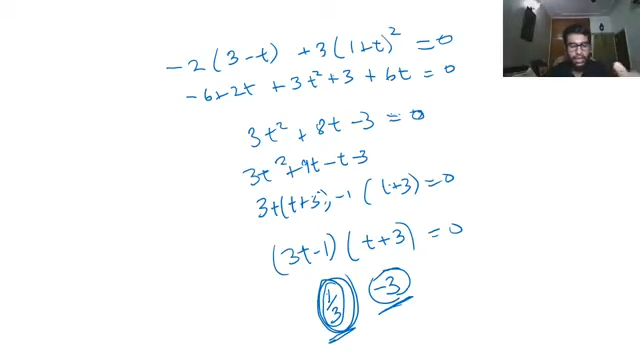 -2(3-t) + 3(1+t)² = 0
-6+2t + 3t² + 3 + 6t = 0
3t² + 8t - 3 = 0
3t² + 9t - t - 3
3t(t+3) - 1 (t+3) = 0
(3t-1)(t+3) = 0
1/3 -3